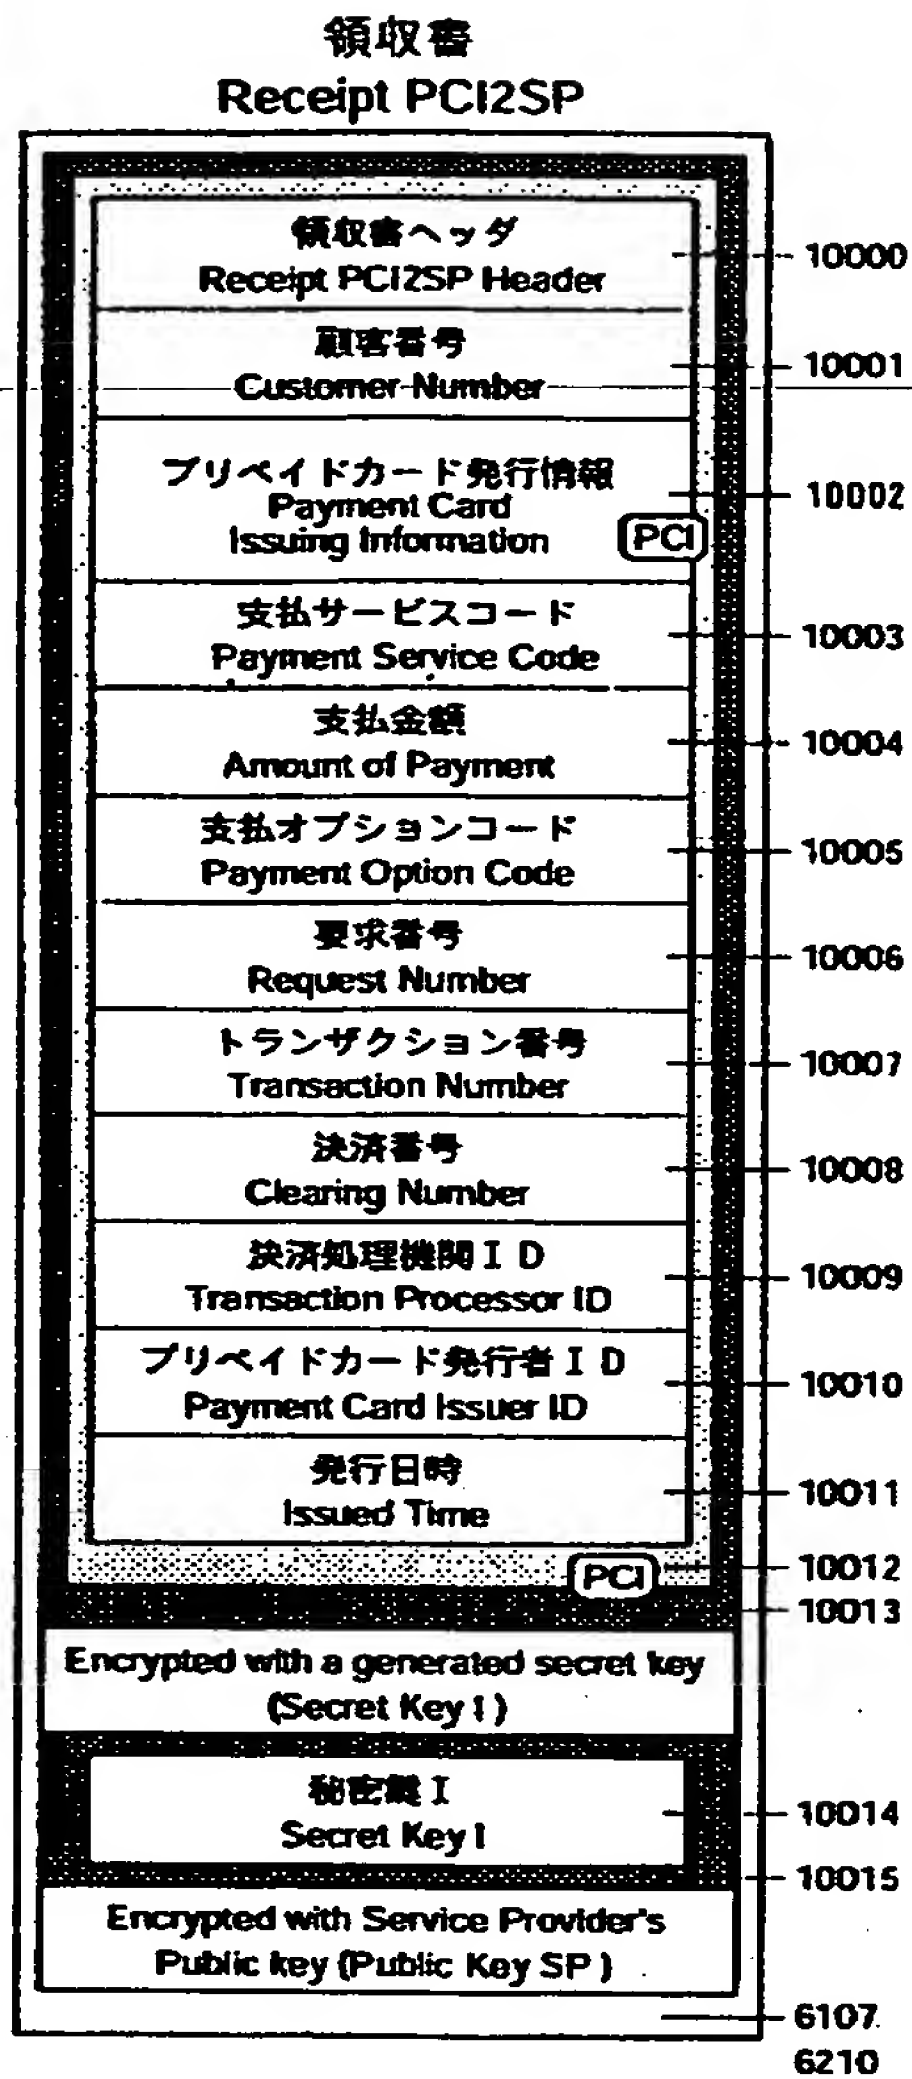 領収書
Receipt PCI2SP
領収書ヘッダ
Receipt PCI2SP Header
10000
顧客番号
Customer Number
10001
プリペイドカード発行情報
Payment Card
Issuing Information
PCI
10002
支払サービスコード
Payment Service Code
10003
支払金額
Amount of Payment
10004
支払オプションコード
Payment Option Code
10005
要求番号
Request Number
10006
トランザクション番号
Transaction Number
10007
決済番号
Clearing Number
10008
決済処理機関ID
Transaction Processor ID
10009
プリペイドカード発行者ID
Payment Card Issuer ID
10010
発行日時
Issued Time
10011
PCI
10012
10013
Encrypted with a generated secret key
(Secret Key I)
秘密鍵I
Secret Key I
10014
10015
Encrypted with Service Provider's
Public key (Public Key SP)
6107
6210